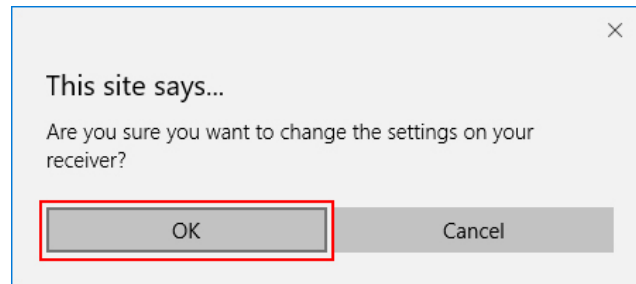 This site says...
Are you sure you want to change the settings on your
receiver?
OK
Cancel